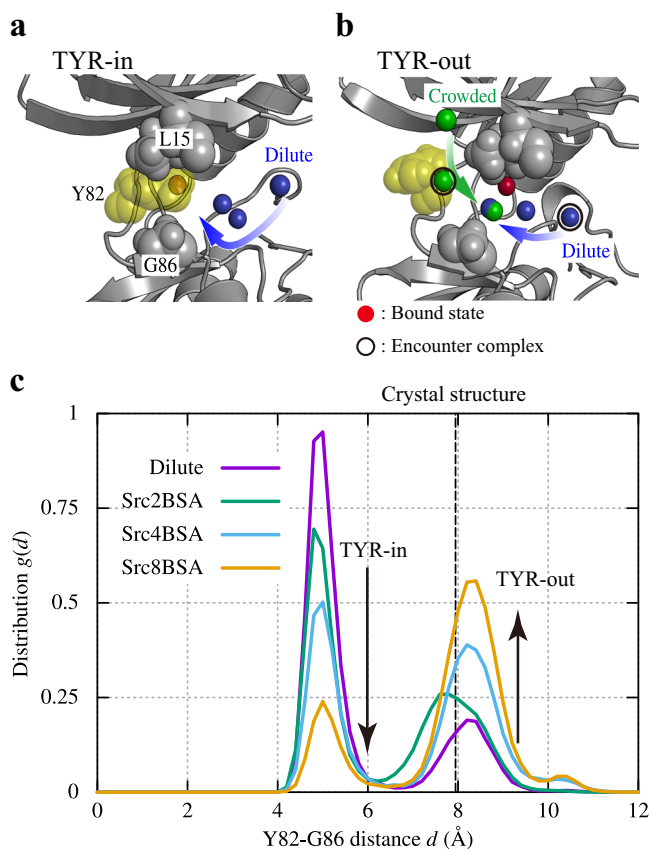 a
TYR-in
L15
Y82
Dilute
G86
b
TYR-out
Crowded
Dilute
: Bound state
: Encounter complex
c
Crystal structure
Dilute
Src2BSA
Src4BSA
Src8BSA
TYR-in
TYR-out
Distribution g(d)
1
0.75
0.5
0.25
0
0 2 4 6 8 10 12
Y82-G86 distance d (Å)